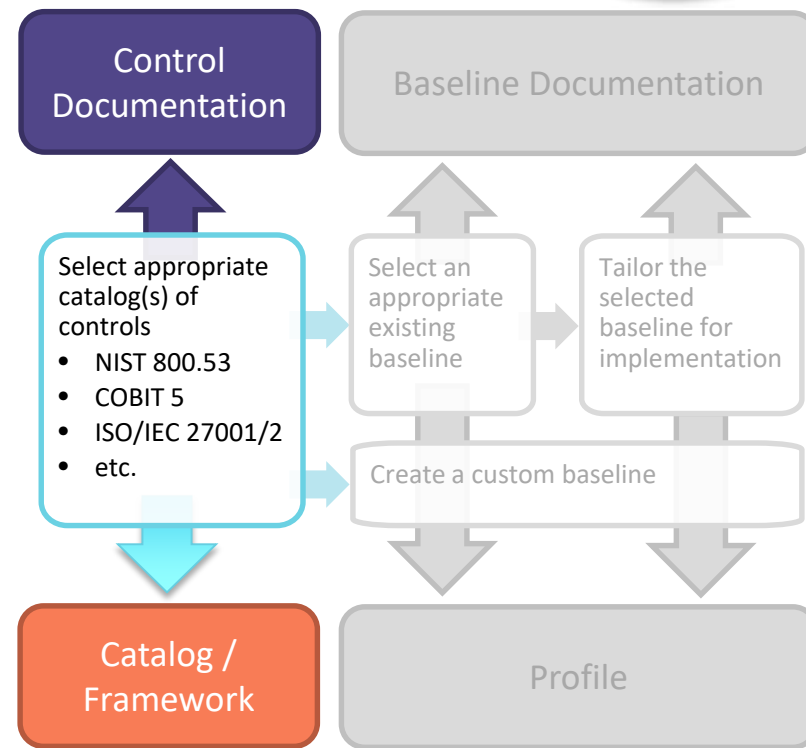 Control
Documentation
Baseline Documentation
Select appropriate
catalog(s) of
controls
• NIST 800.53
• COBIT 5
• ISO/IEC 27001/2
• etc.
Select an
appropriate
existing
baseline
Tailor the
selected
baseline for
implementation
Create a custom baseline
Catalog /
Framework
Profile